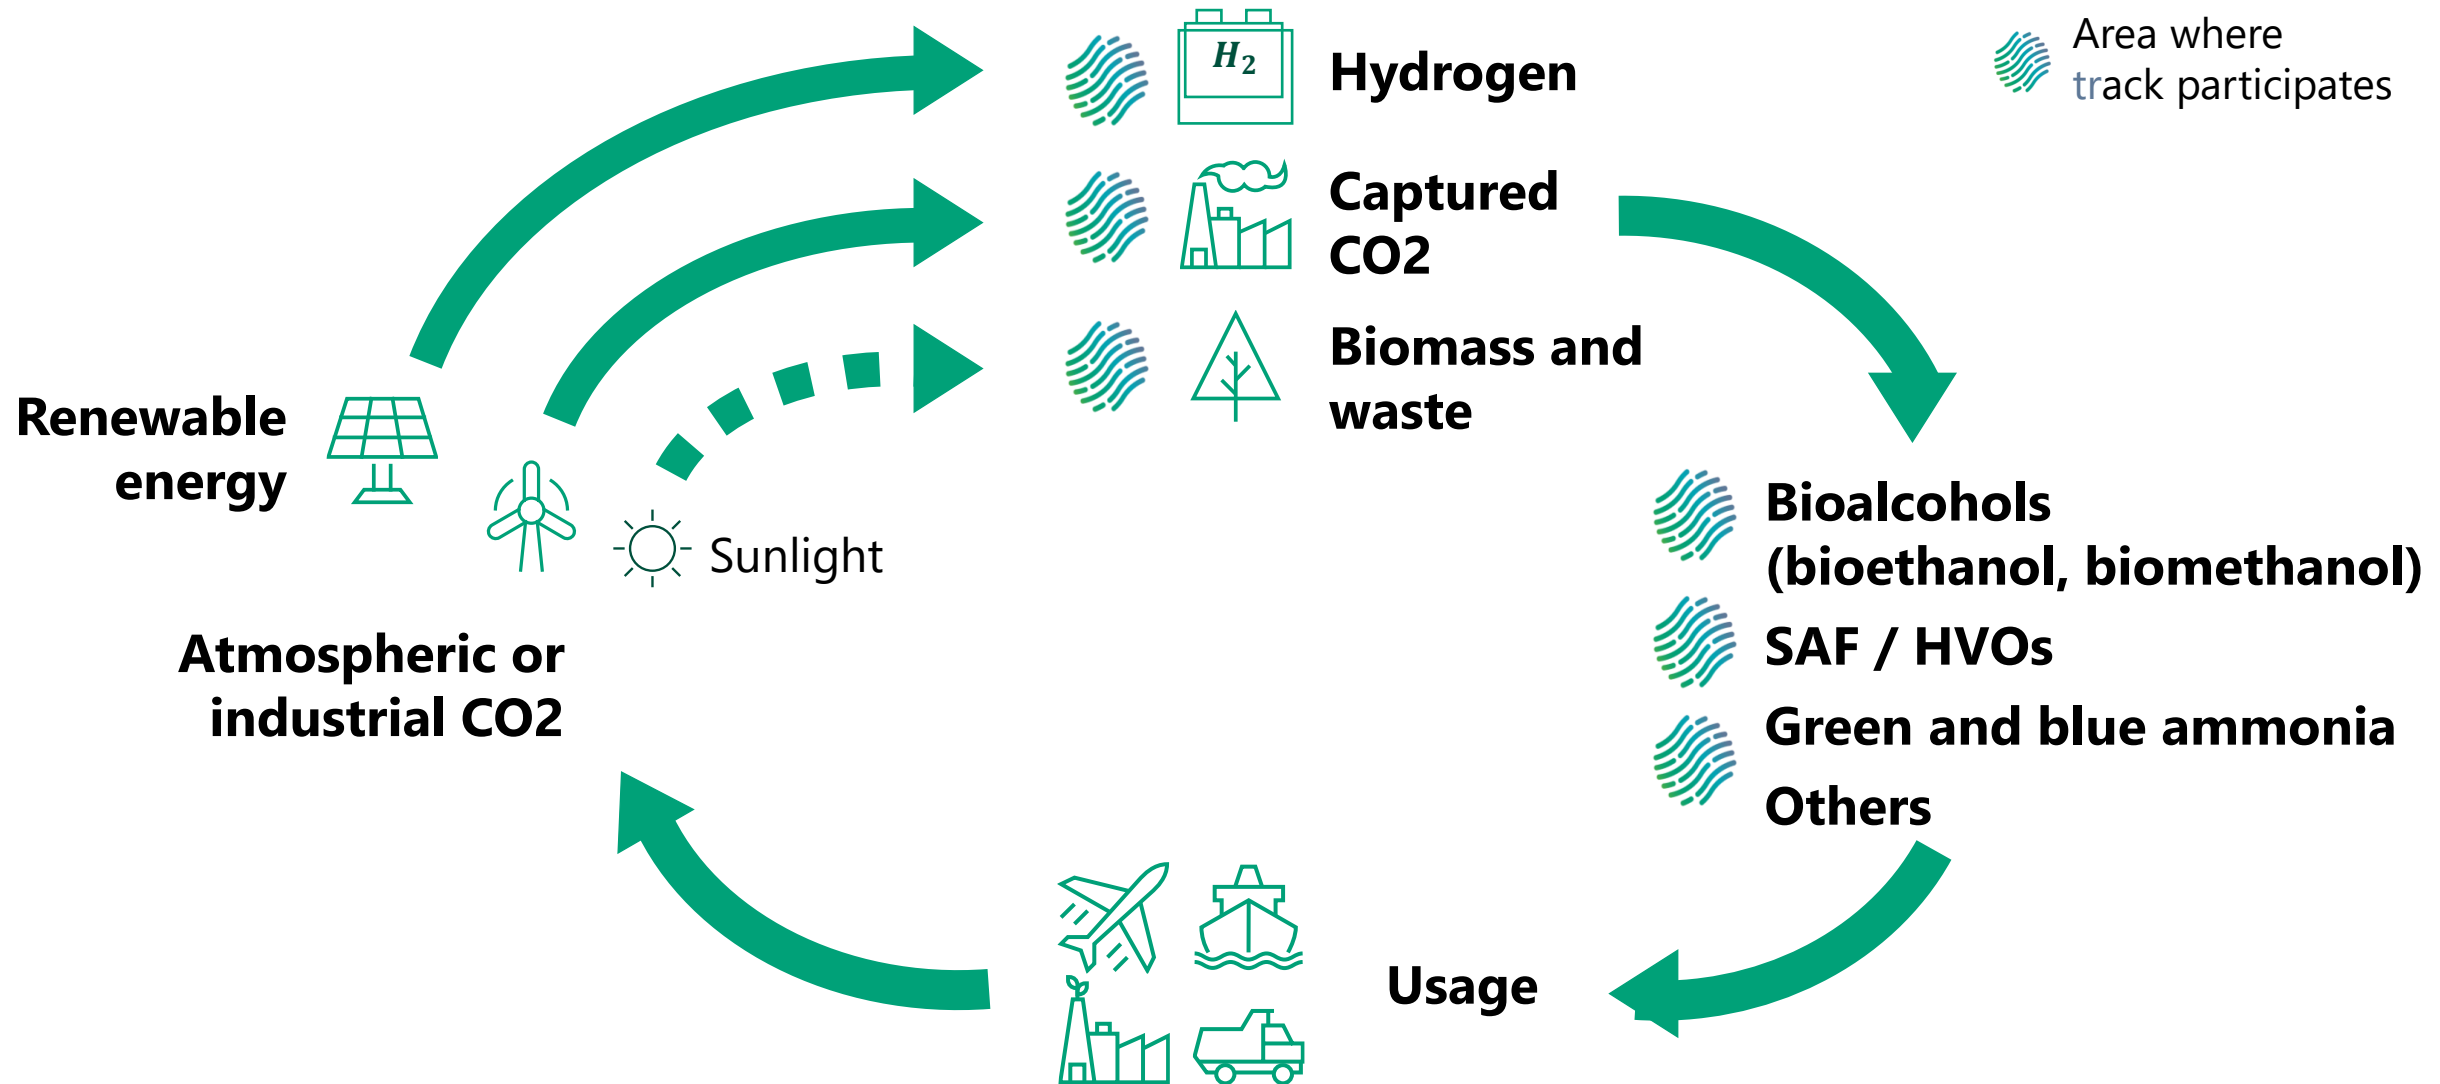 H2
Hydrogen
Area where
track participates
Captured
CO2
Biomass and
waste
Renewable
energy
Sunlight
Bioalcohols
(bioethanol, biomethanol)
SAF / HVOs
Green and blue ammonia
Others
Atmospheric or
industrial CO2
Usage